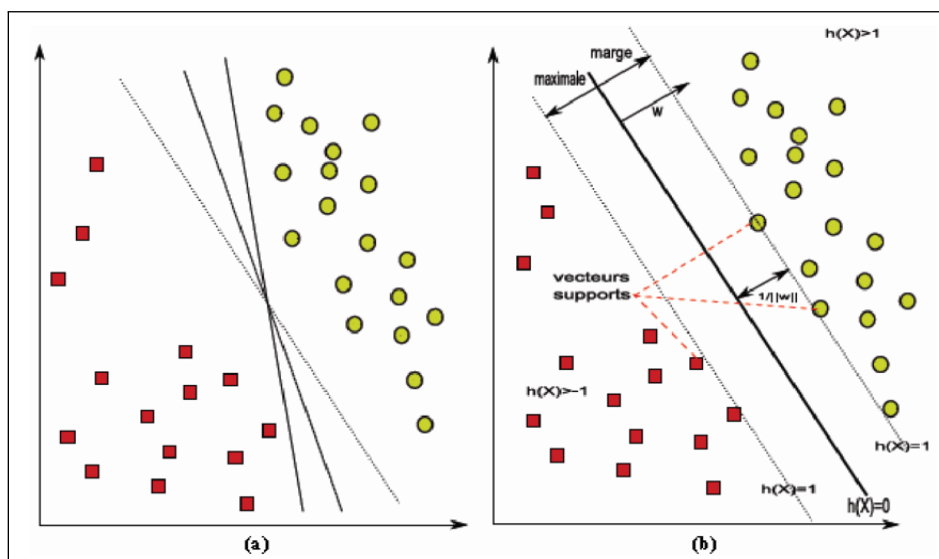 h(X)>1
marge
maximale
w
vecteurs
supports
1/||w||
h(X)>-1
h(X)=1
h(X)=1
h(X)=0
(a)
(b)